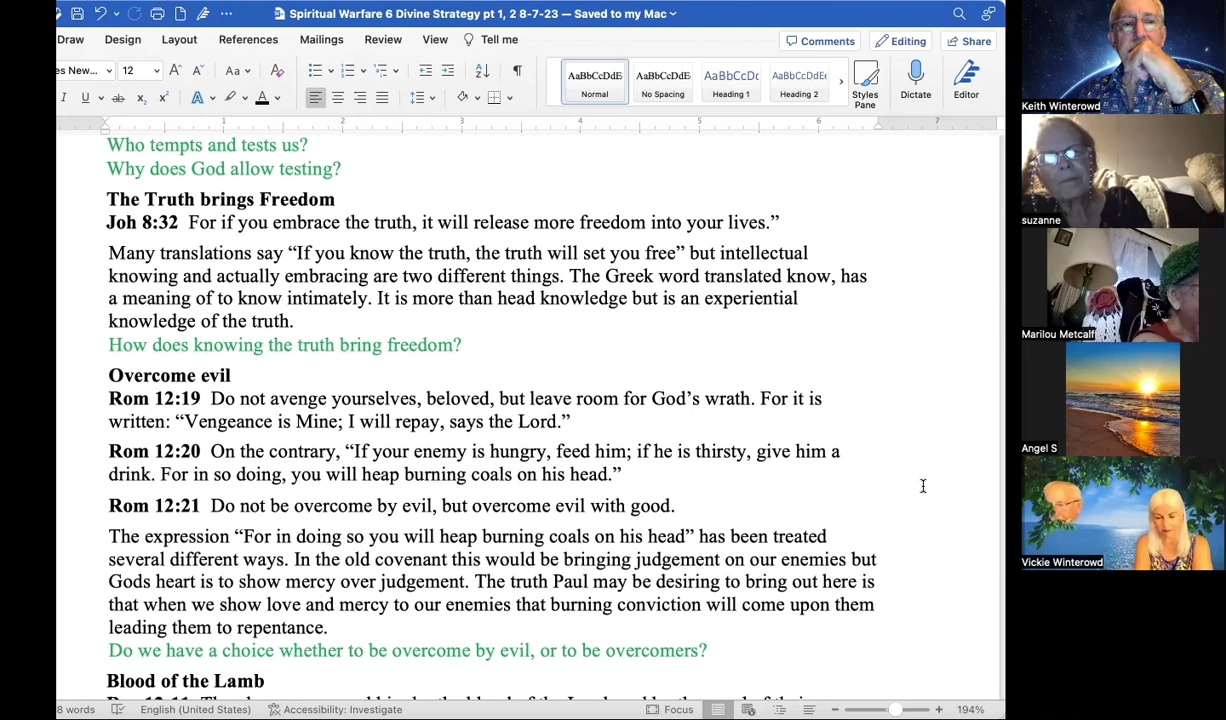 Spiritual Warfare 6 Divine Strategy pt 1, 2 8-7-23 — Saved to my Mac
Draw Design Layout References Mailings Review View Tell me Comments Editing Share
es New... 12 Aa
AaBbCcDdE AaBbCcDdE AaBbCcDc AaBbCcDdEe
Normal No Spacing Heading 1 Heading 2 Styles Pane Dictate Editor
1 2 3 4 5 6 7
Who tempts and tests us?
Why does God allow testing?
The Truth brings Freedom
Joh 8:32 For if you embrace the truth, it will release more freedom into your lives.”
Many translations say “If you know the truth, the truth will set you free” but intellectual
knowing and actually embracing are two different things. The Greek word translated know, has
a meaning of to know intimately. It is more than head knowledge but is an experiential
knowledge of the truth.
How does knowing the truth bring freedom?
Overcome evil
Rom 12:19 Do not avenge yourselves, beloved, but leave room for God’s wrath. For it is
written: “Vengeance is Mine; I will repay, says the Lord.”
Rom 12:20 On the contrary, “If your enemy is hungry, feed him; if he is thirsty, give him a
drink. For in so doing, you will heap burning coals on his head.”
Rom 12:21 Do not be overcome by evil, but overcome evil with good.
The expression “For in doing so you will heap burning coals on his head” has been treated
several different ways. In the old covenant this would be bringing judgement on our enemies but
Gods heart is to show mercy over judgement. The truth Paul may be desiring to bring out here is
that when we show love and mercy to our enemies that burning conviction will come upon them
leading them to repentance.
Do we have a choice whether to be overcome by evil, or to be overcomers?
Blood of the Lamb
8 words English (United States) Accessibility: Investigate Focus 194%
Keith Winterowd
suzanne
Marilou Metcalf
Angel S
Vickie Winterowd